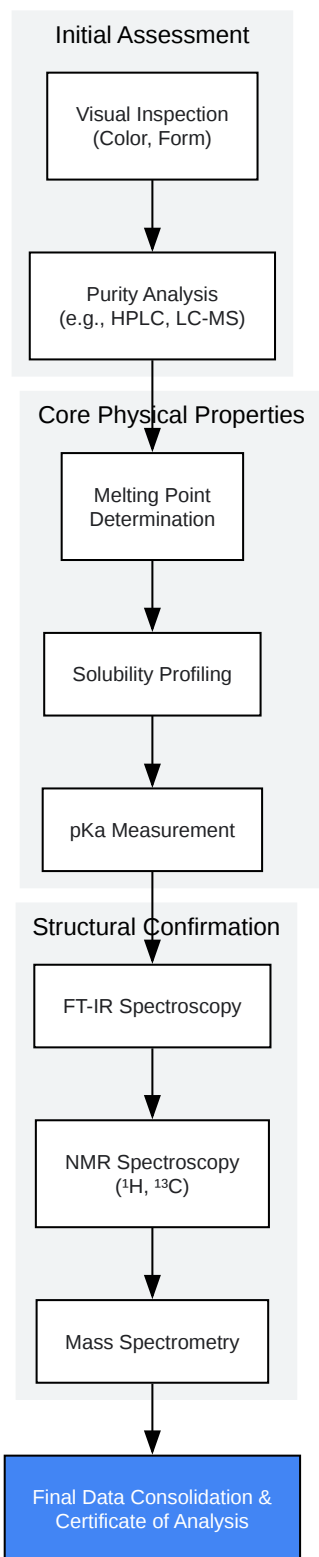 Initial Assessment
Visual Inspection
(Color, Form)
Purity Analysis
(e.g., HPLC, LC-MS)
Core Physical Properties
Melting Point
Determination
Solubility Profiling
pKa Measurement
Structural Confirmation
FT-IR Spectroscopy
NMR Spectroscopy
(¹H, ¹³C)
Mass Spectrometry
Final Data Consolidation &
Certificate of Analysis